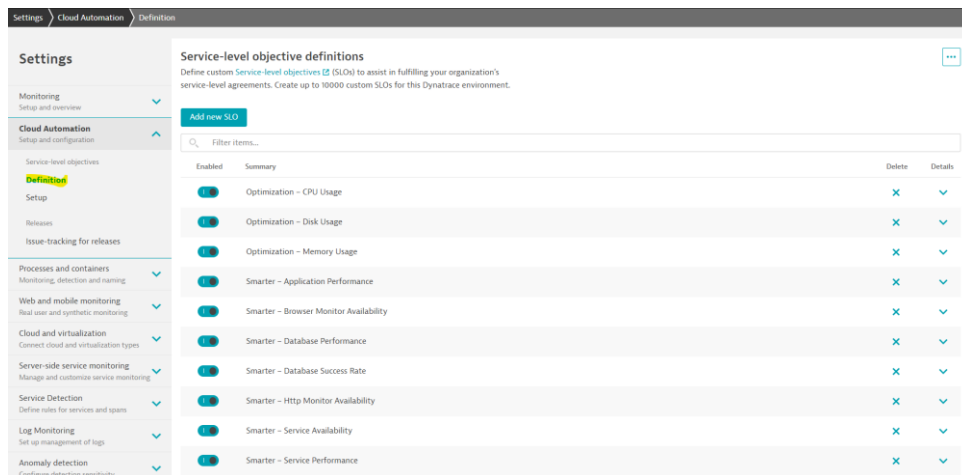 Settings Cloud Automation Definition
Settings
Monitoring
Setup and overview
Cloud Automation
Setup and configuration
Service-level objectives
Definition
Setup
Releases
Issue-tracking for releases
Processes and containers
Monitoring, detection and naming
Web and mobile monitoring
Real user and synthetic monitoring
Cloud and virtualization
Connect cloud and virtualization types
Server-side service monitoring
Manage and customize service monitoring
Service Detection
Define rules for services and spans
Log Monitoring
Set up management of logs
Anomaly detection
Configure detection sensitivity
Service-level objective definitions
Define custom Service-level objectives (SLOs) to assist in fulfilling your organization's
service-level agreements. Create up to 10000 custom SLOs for this Dynatrace environment.
Add new SLO
Filter items...
Enabled Summary Delete Details
Optimization – CPU Usage
Optimization – Disk Usage
Optimization – Memory Usage
Smarter – Application Performance
Smarter – Browser Monitor Availability
Smarter – Database Performance
Smarter – Database Success Rate
Smarter – Http Monitor Availability
Smarter – Service Availability
Smarter – Service Performance